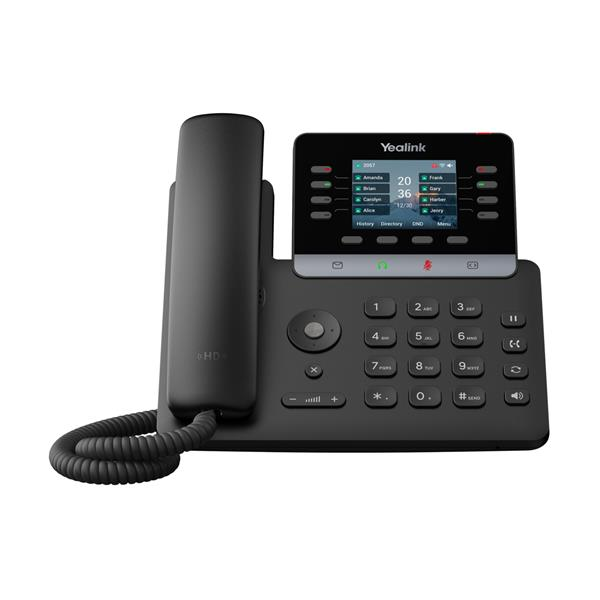 Yealink
2057
Amanda 20 Frank
Brian 36 Gary
Carolyn 12/30 Harber
Alice Jenry
History Directory DND Menu
1 2 ABC 3 DEF
4 GHI 5 JKL 6 MNO
7 PQRS 8 TUV 9 WXYZ
* . 0 # SEND
HD